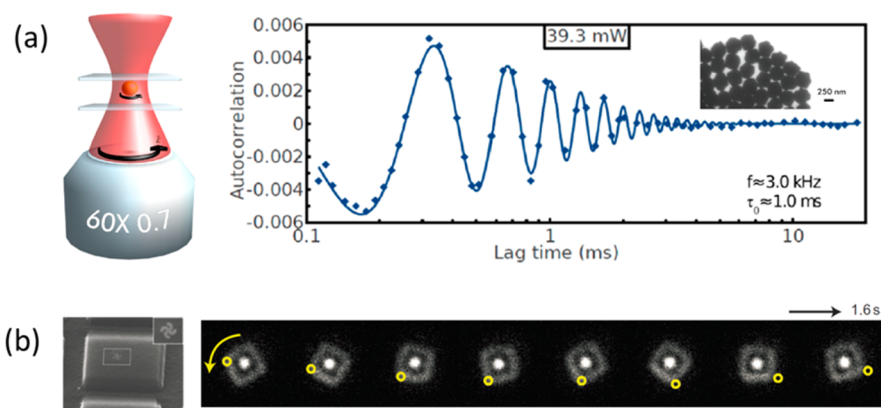 (a)
60X 0.7
Autocorrelation
0.006
0.004
0.002
0
-0.002
-0.004
-0.006
39.3 mW
250 nm
f≈3.0 kHz
τ₀≈1.0 ms
0.1
1
10
Lag time (ms)
(b)
1.6s